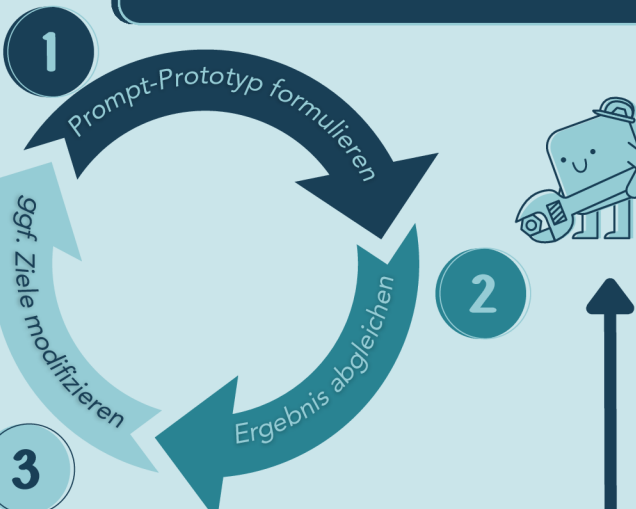 1
Prompt-Prototyp formulieren
2
Ergebnis abgleichen
3
ggf. Ziele modifizieren